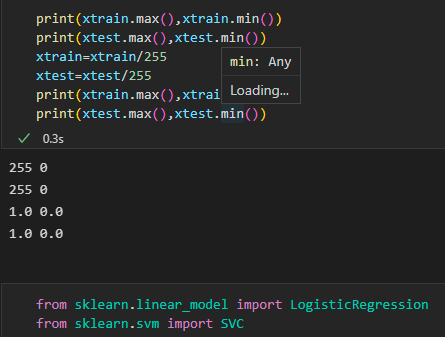 print(xtrain.max(),xtrain.min())
print(xtest.max(),xtest.min())
xtrain=xtrain/255
xtest=xtest/255
min: Any
Loading...
print(xtrain.max(),xtrai
print(xtest.max(),xtest.min())
0.3s
255 0
255 0
1.0 0.0
1.0 0.0
from sklearn.linear_model import LogisticRegression
from sklearn.svm import SVC